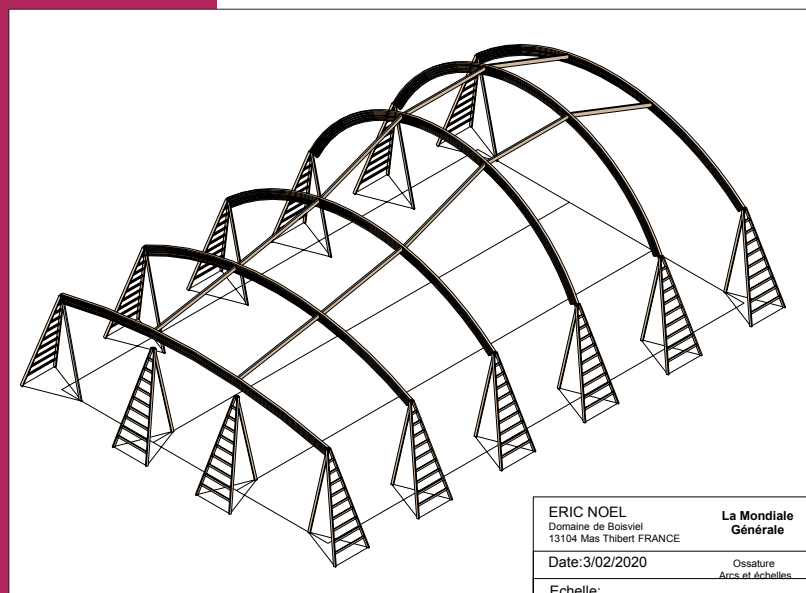 ERIC NOEL
Domaine de Boisviel
13104 Mas Thibert FRANCE
La Mondiale
Générale
Date:3/02/2020
Ossature
Arcs et échelles
Echelle: